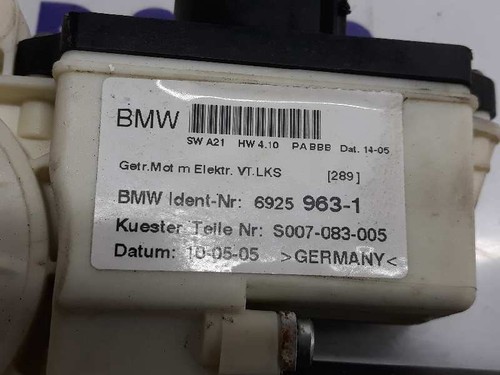 BMW
SW A21 HW 4.10 PA BBB Dat. 14-05
Getr.Mot m Elektr. VT-LKS [289]
BMW Ident-Nr: 6925 963-1
Kuester Teile Nr: S007-083-005
Datum: 10-05-05 >GERMANY<